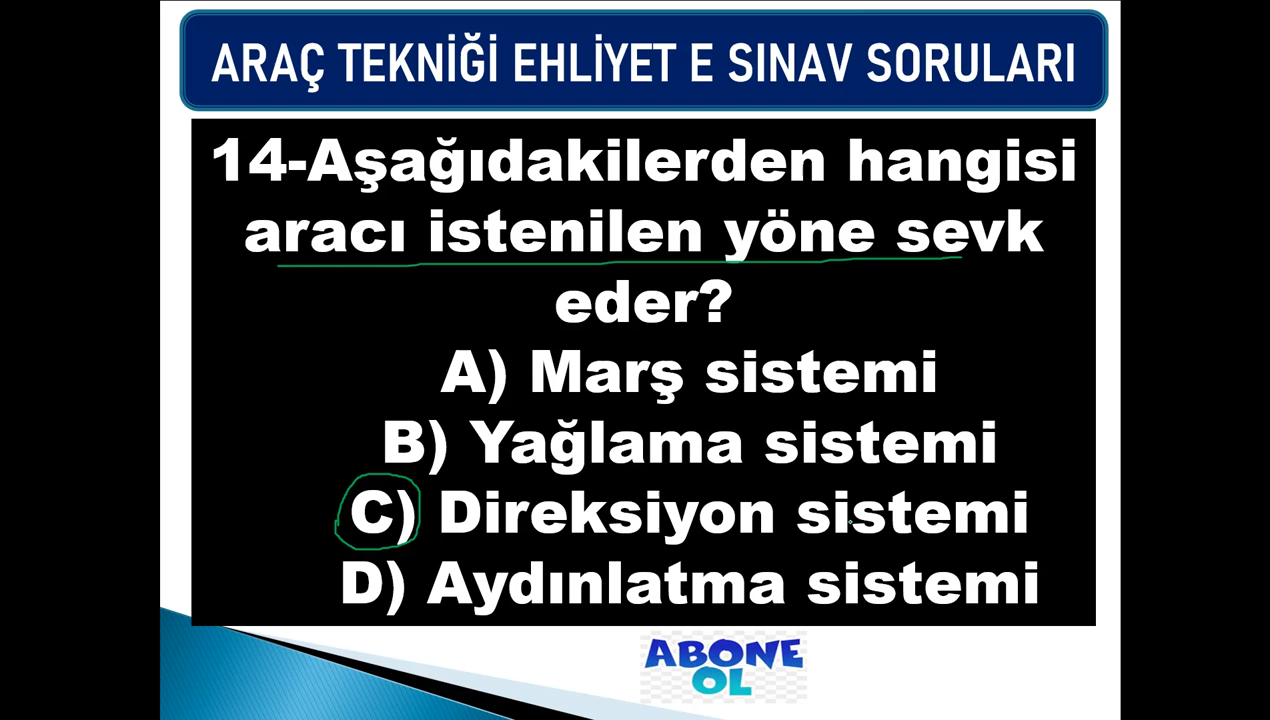 ARAÇ TEKNİĞİ EHLİYET E SINAV SORULARI
14-Aşağıdakilerden hangisi
aracı istenilen yöne sevk
eder?
A) Marş sistemi
B) Yağlama sistemi
C) Direksiyon sistemi
D) Aydınlatma sistemi
ABONE
OL